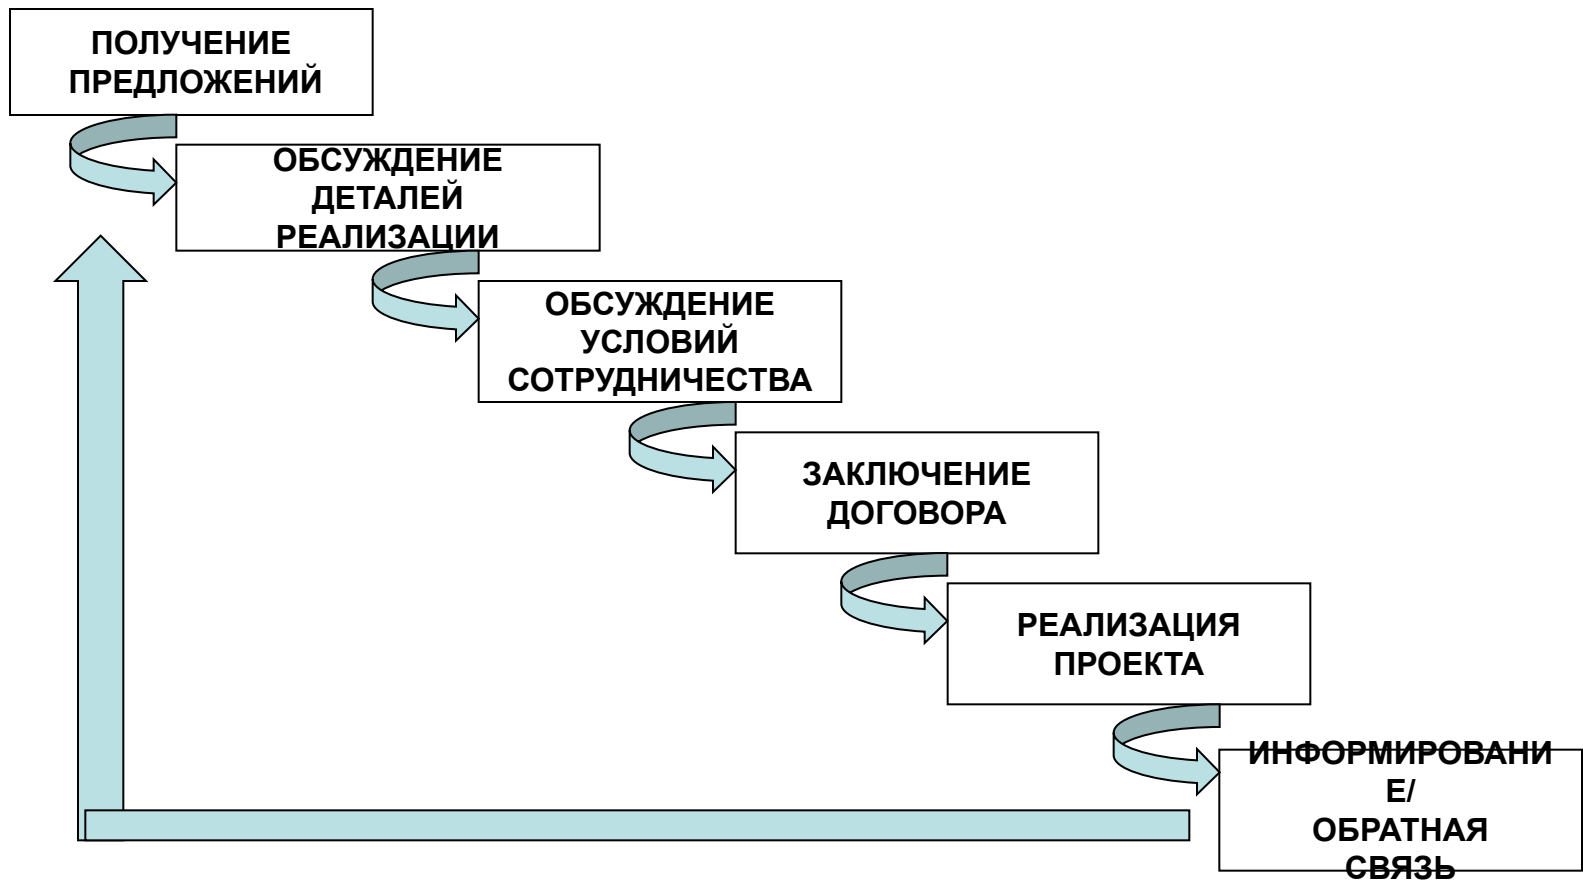 ПОЛУЧЕНИЕ
ПРЕДЛОЖЕНИЙ
ОБСУЖДЕНИЕ
ДЕТАЛЕЙ
РЕАЛИЗАЦИИ
ОБСУЖДЕНИЕ
УСЛОВИЙ
СОТРУДНИЧЕСТВА
ЗАКЛЮЧЕНИЕ
ДОГОВОРА
РЕАЛИЗАЦИЯ
ПРОЕКТА
ИНФОРМИРОВАНИ
Е/
ОБРАТНАЯ
СВЯЗЬ